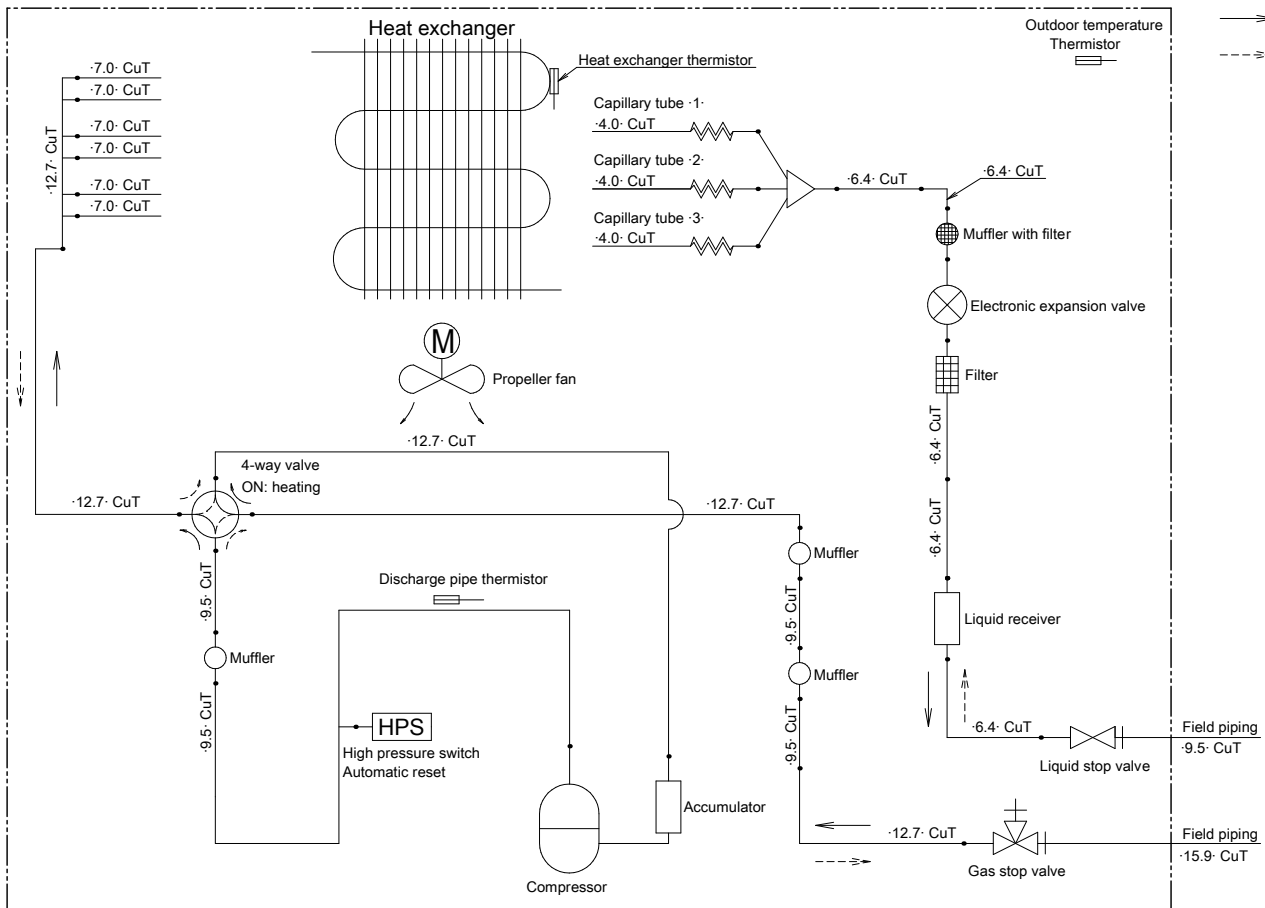 Heat exchanger
Outdoor temperature
Thermistor
Heat exchanger thermistor
·7.0· CuT
·7.0· CuT
·7.0· CuT
·7.0· CuT
·7.0· CuT
·7.0· CuT
·12.7· CuT
Capillary tube ·1·
·4.0· CuT
Capillary tube ·2·
·4.0· CuT
Capillary tube ·3·
·4.0· CuT
·6.4· CuT
·6.4· CuT
Muffler with filter
Electronic expansion valve
Filter
M
Propeller fan
·12.7· CuT
·6.4· CuT
4-way valve
ON: heating
·12.7· CuT
·12.7· CuT
·6.4· CuT
Muffler
Discharge pipe thermistor
·9.5· CuT
·9.5· CuT
Liquid receiver
Muffler
Muffler
·9.5· CuT
·9.5· CuT
HPS
High pressure switch
Automatic reset
·6.4· CuT
Field piping
·9.5· CuT
Liquid stop valve
Accumulator
·12.7· CuT
Field piping
·15.9· CuT
Gas stop valve
Compressor